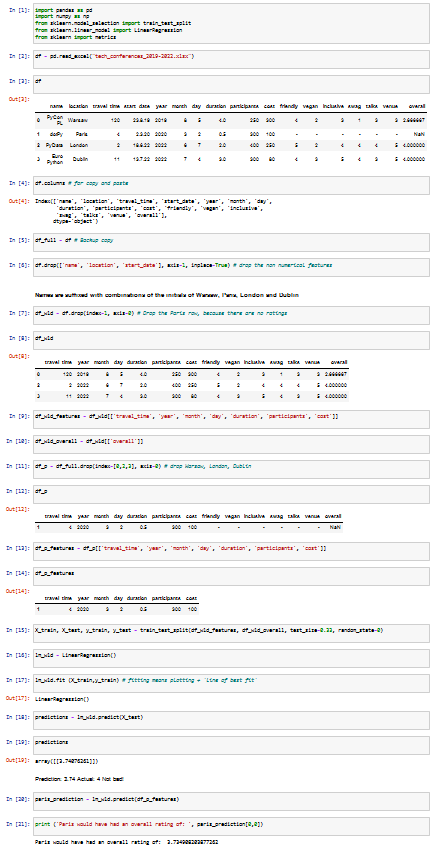 In [1]: import pandas as pd
import numpy as np
from sklearn.model_selection import train_test_split
from sklearn.linear_model import LinearRegression
from sklearn import metrics
In [2]: df = pd.read_excel('tech_conferences_2019-2022.xlsx')
In [3]: df
Out[3]:
name location travel time start date year month day duration participants cost friendly vegan inclusive swag talks venue overall
0 PyCon PL Warsaw 120 23.8.19 2019 6 5 4.0 250 300 4 2 3 1 3 3 2.666667
1 dotPy Paris 4 2.3.20 2020 3 2 0.5 300 100 - - - - - - NaN
2 PyData London 2 16.6.22 2022 6 7 2.0 400 250 5 2 4 4 4 5 4.000000
3 Euro Python Dublin 11 13.7.22 2022 7 4 3.0 300 60 4 3 5 4 3 5 4.000000
In [4]: df.columns # for copy and paste
Out[4]: Index(['name', 'location', 'travel_time', 'start_date', 'year', 'month', 'day',
'duration', 'participants', 'cost', 'friendly', 'vegan', 'inclusive',
'swag', 'talks', 'venue', 'overall'],
dtype='object')
In [5]: df_full = df # Backup copy
In [6]: df.drop(['name', 'location', 'start_date'], axis=1, inplace=True) # drop the non numerical features
Names are suffixed with combinations of the initials of Warsaw, Paris, London and Dublin
In [7]: df_wld = df.drop(index=1, axis=0) # Drop the Paris row, because there are no ratings
In [8]: df_wld
Out[8]:
travel time year month day duration participants cost friendly vegan inclusive swag talks venue overall
0 120 2019 6 5 4.0 250 300 4 2 3 1 3 3 2.666667
2 2 2022 6 7 2.0 400 250 5 2 4 4 4 5 4.000000
3 11 2022 7 4 3.0 300 60 4 3 5 4 3 5 4.000000
In [9]: df_wld_features = df_wld[['travel_time', 'year', 'month', 'day', 'duration', 'participants', 'cost']]
In [10]: df_wld_overall = df_wld[['overall']]
In [11]: df_p = df_full.drop(index=[0,2,3], axis=0) # drop Warsaw, London, Dublin
In [12]: df_p
Out[12]:
travel time year month day duration participants cost friendly vegan inclusive swag talks venue overall
1 4 2020 3 2 0.5 300 100 - - - - - - NaN
In [13]: df_p_features = df_p[['travel_time', 'year', 'month', 'day', 'duration', 'participants', 'cost']]
In [14]: df_p_features
Out[14]:
travel time year month day duration participants cost
1 4 2020 3 2 0.5 300 100
In [15]: X_train, X_test, y_train, y_test = train_test_split(df_wld_features, df_wld_overall, test_size=0.33, random_state=0)
In [16]: lm_wld = LinearRegression()
In [17]: lm_wld.fit (X_train,y_train) # fitting means plotting + 'line of best fit'
Out[17]: LinearRegression()
In [18]: predictions = lm_wld.predict(X_test)
In [19]: predictions
Out[19]: array([[3.74076261]])
Prediction: 3.74 Actual: 4 Not bad!
In [20]: paris_prediction = lm_wld.predict(df_p_features)
In [21]: print ('Paris would have had an overall rating of: ', paris_prediction[0,0])
Paris would have had an overall rating of: 3.734908203877262